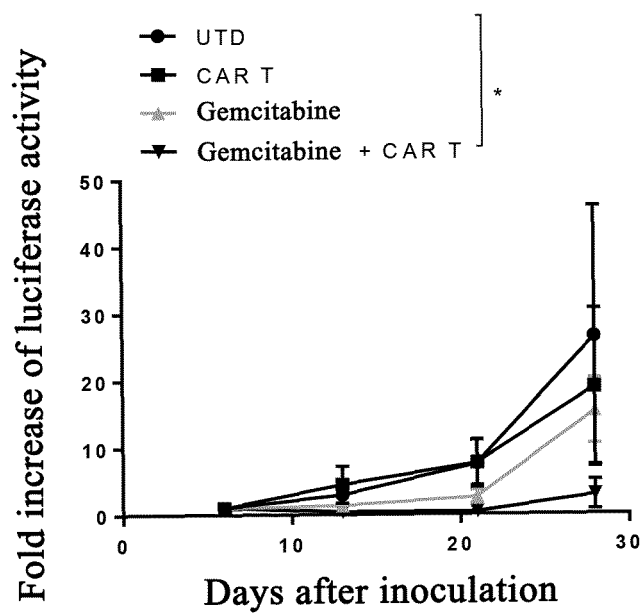 UTD
CAR T
Gemcitabine
Gemcitabine + CAR T
*
Fold increase of luciferase activity
50
40
30
20
10
0
0 10 20 30
Days after inoculation